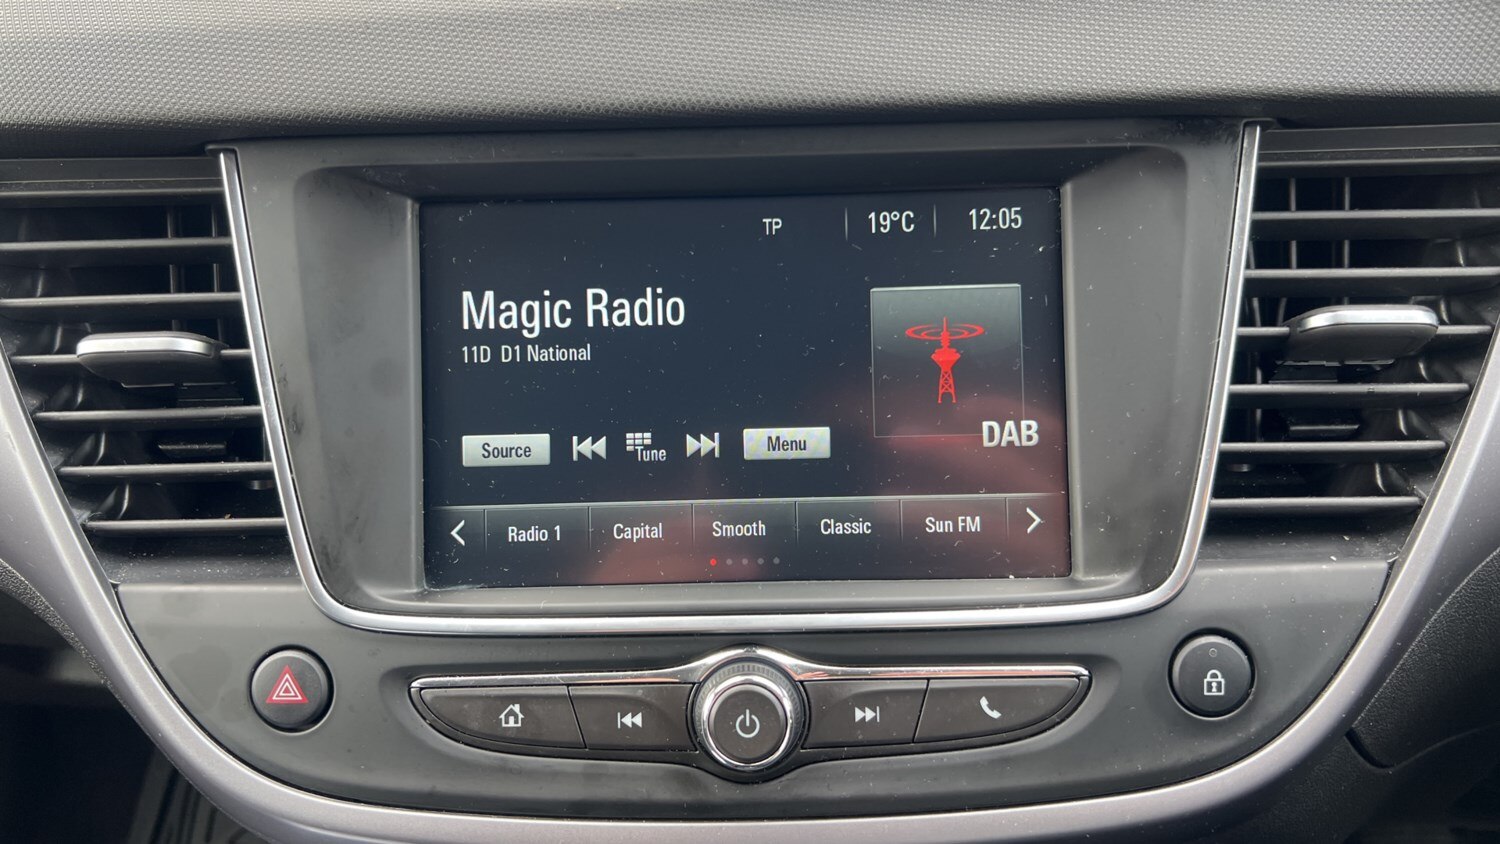 TP 19°C 12:05
Magic Radio
11D D1 National
DAB
Source Tune Menu
Radio 1 Capital Smooth Classic Sun FM